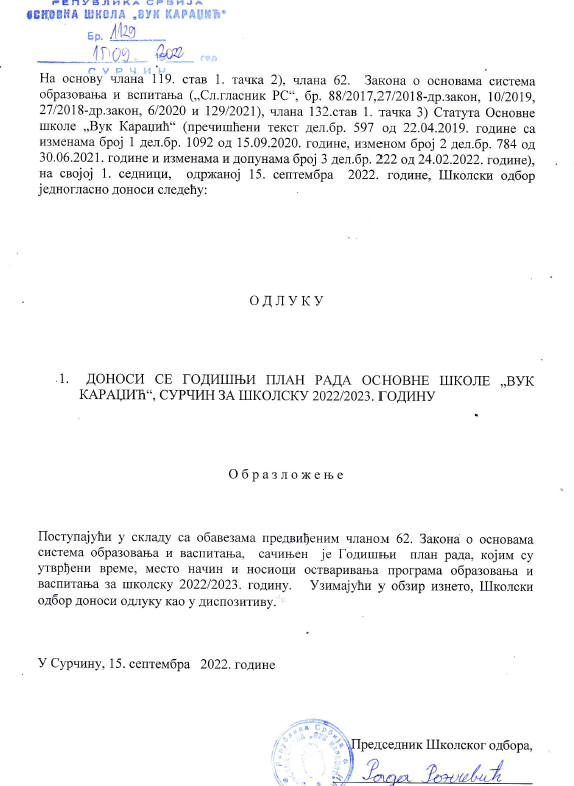 РЕПУБЛИКА СРБИЈА
ОСНОВНА ШКОЛА „ВУК КАРАЏИЋ“
Бр. 1129
15.09. 2022 год
СУРЧИН
На основу члана 119. став 1. тачка 2), члана 62. Закона о основама система
образовања и вспитања („Сл.гласник РС“, бр. 88/2017,27/2018-др.закон, 10/2019,
27/2018-др.закон, 6/2020 и 129/2021), члана 132.став 1. тачка 3) Статута Основне
школе „Вук Караџић“ (пречишћени текст дел.бр. 597 од 22.04.2019. године са
изменама број 1 дел.бр. 1092 од 15.09.2020. године, изменом број 2 дел.бр. 784 од
30.06.2021. године и изменама и допунама број 3 дел.бр. 222 од 24.02.2022. године),
на својој 1. седници, одржаној 15. септембра 2022. године, Школски одбор
једногласно доноси следећу:
О Д Л У К У
1. ДОНОСИ СЕ ГОДИШЊИ ПЛАН РАДА ОСНОВНЕ ШКОЛЕ „ВУК
КАРАЏИЋ“, СУРЧИН ЗА ШКОЛСКУ 2022/2023. ГОДИНУ
О б р а з л о ж е њ е
Поступајући у складу са обавезама предвиђеним чланом 62. Закона о основама
система образовања и васпитања, сачињен је Годишњи план рада, којим су
утврђени време, место начин и носиоци остваривања програма образовања и
васпитања за школску 2022/2023. годину. Узимајући у обзир изнето, Школски
одбор доноси одлуку као у диспозитиву.
У Сурчину, 15. септембра 2022. године
Република Србија
Председник Школског одбора,
Рада